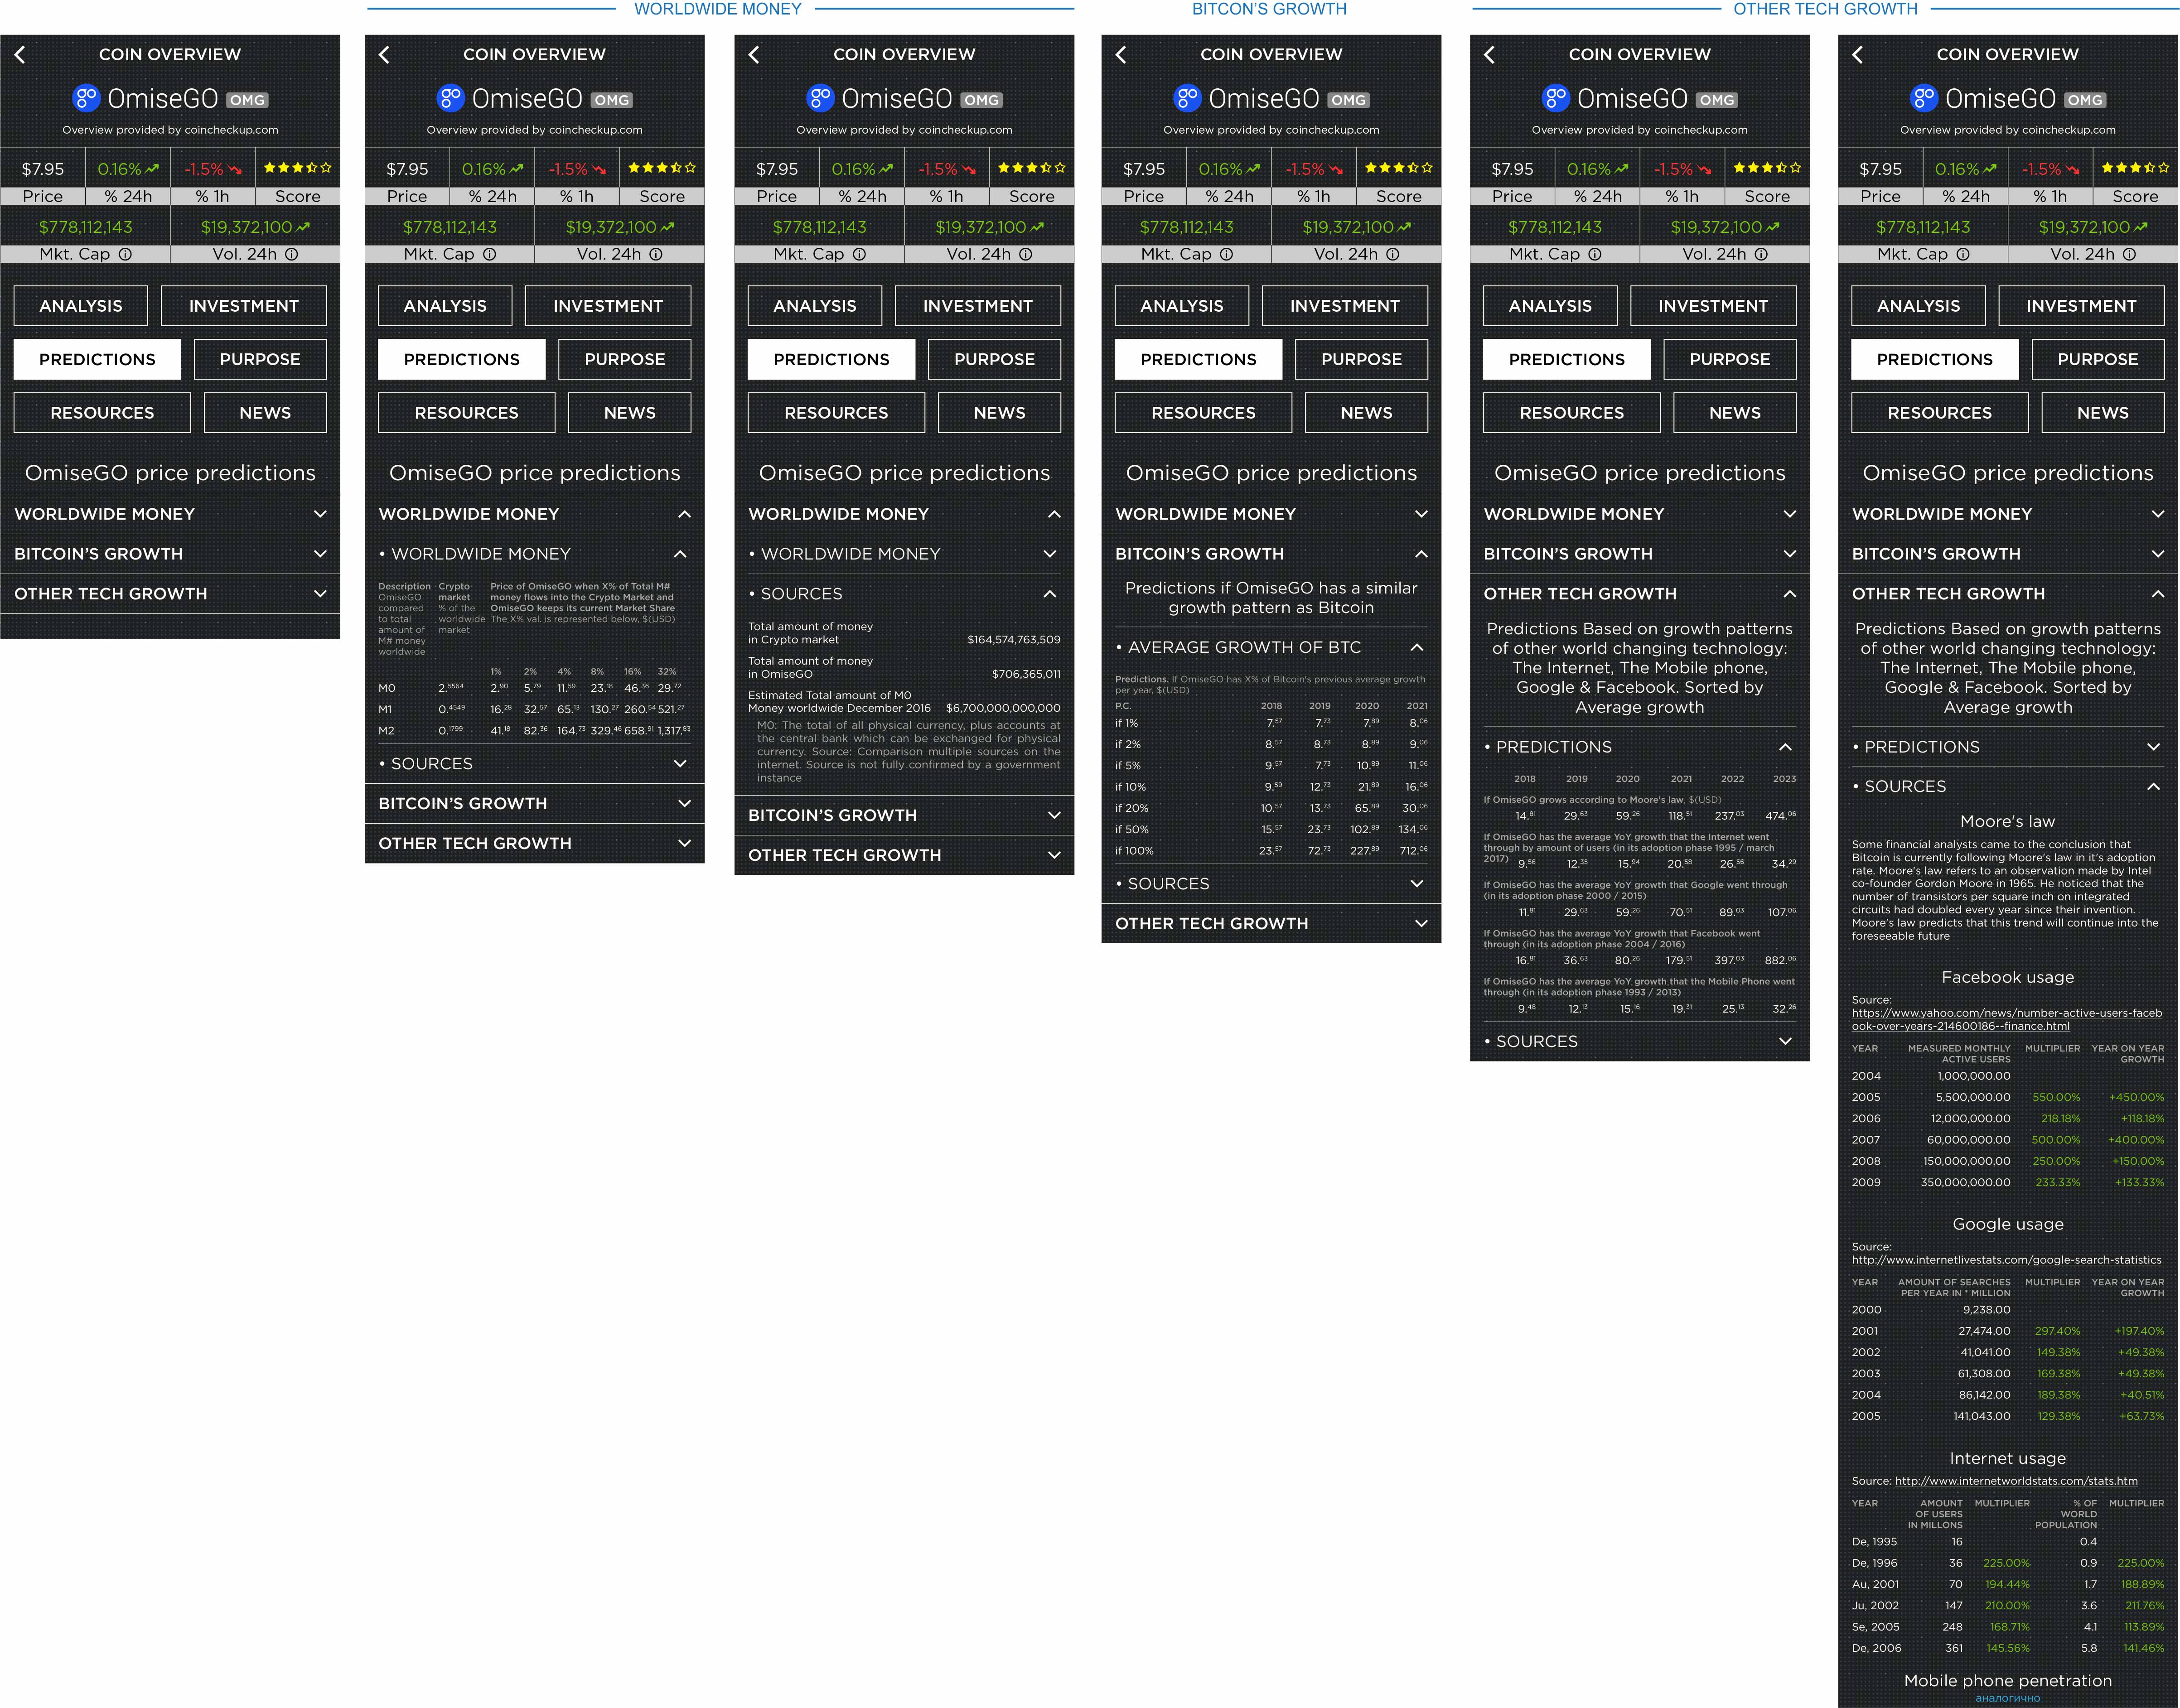 WORLDWIDE MONEY
BITCON'S GROWTH
OTHER TECH GROWTH
COIN OVERVIEW
OmiseGO OMG
Overview provided by coincheckup.com
$7.95 0.16% -1.5%
Price % 24h % 1h Score
$778,112,143 $19,372,100
Mkt. Cap Vol. 24h
ANALYSIS INVESTMENT
PREDICTIONS PURPOSE
RESOURCES NEWS
OmiseGO price predictions
WORLDWIDE MONEY
BITCOIN'S GROWTH
OTHER TECH GROWTH
COIN OVERVIEW
OmiseGO OMG
Overview provided by coincheckup.com
$7.95 0.16% -1.5%
Price % 24h % 1h Score
$778,112,143 $19,372,100
Mkt. Cap Vol. 24h
ANALYSIS INVESTMENT
PREDICTIONS PURPOSE
RESOURCES NEWS
OmiseGO price predictions
WORLDWIDE MONEY
• WORLDWIDE MONEY
Description Crypto Price of OmiseGO when X% of Total M#
OmiseGO market money flows into the Crypto Market and
compared % of the OmiseGO keeps its current Market Share
to total worldwide The X% val. is represented below, $(USD)
amount of market
M# money
worldwide
1% 2% 4% 8% 16% 32%
M0 2.5564 2.90 5.79 11.59 23.18 46.36 29.72
M1 0.4549 16.28 32.57 65.13 130.27 260.54 521.27
M2 0.1799 41.18 82.36 164.73 329.46 658.91 1,317.83
• SOURCES
BITCOIN'S GROWTH
OTHER TECH GROWTH
COIN OVERVIEW
OmiseGO OMG
Overview provided by coincheckup.com
$7.95 0.16% -1.5%
Price % 24h % 1h Score
$778,112,143 $19,372,100
Mkt. Cap Vol. 24h
ANALYSIS INVESTMENT
PREDICTIONS PURPOSE
RESOURCES NEWS
OmiseGO price predictions
WORLDWIDE MONEY
• WORLDWIDE MONEY
• SOURCES
Total amount of money
in Crypto market $164,574,763,509
Total amount of money
in OmiseGO $706,365,011
Estimated Total amount of M0
Money worldwide December 2016 $6,700,000,000,000
M0: The total of all physical currency, plus accounts at
the central bank which can be exchanged for physical
currency. Source: Comparison multiple sources on the
internet. Source is not fully confirmed by a government
instance
BITCOIN'S GROWTH
OTHER TECH GROWTH
COIN OVERVIEW
OmiseGO OMG
Overview provided by coincheckup.com
$7.95 0.16% -1.5%
Price % 24h % 1h Score
$778,112,143 $19,372,100
Mkt. Cap Vol. 24h
ANALYSIS INVESTMENT
PREDICTIONS PURPOSE
RESOURCES NEWS
OmiseGO price predictions
WORLDWIDE MONEY
BITCOIN'S GROWTH
Predictions if OmiseGO has a similar
growth pattern as Bitcoin
• AVERAGE GROWTH OF BTC
Predictions. If OmiseGO has X% of Bitcoin's previous average growth
per year, $(USD)
P.C. 2018 2019 2020 2021
if 1% 7.57 7.73 7.89 8.06
if 2% 8.57 8.73 8.89 9.06
if 5% 9.57 7.73 10.89 11.06
if 10% 9.59 12.73 21.89 16.06
if 20% 10.57 13.73 65.89 30.06
if 50% 15.57 23.73 102.89 134.06
if 100% 23.57 72.73 227.89 712.06
• SOURCES
OTHER TECH GROWTH
COIN OVERVIEW
OmiseGO OMG
Overview provided by coincheckup.com
$7.95 0.16% -1.5%
Price % 24h % 1h Score
$778,112,143 $19,372,100
Mkt. Cap Vol. 24h
ANALYSIS INVESTMENT
PREDICTIONS PURPOSE
RESOURCES NEWS
OmiseGO price predictions
WORLDWIDE MONEY
BITCOIN'S GROWTH
OTHER TECH GROWTH
Predictions Based on growth patterns
of other world changing technology:
The Internet, The Mobile phone,
Google & Facebook. Sorted by
Average growth
• PREDICTIONS
2018 2019 2020 2021 2022 2023
If OmiseGO grows according to Moore's law, $(USD)
14.81 29.63 59.26 118.51 237.03 474.06
If OmiseGO has the average YoY growth that the Internet went
through by amount of users (in its adoption phase 1995 / march
2017) 9.56 12.35 15.94 20.58 26.56 34.29
If OmiseGO has the average YoY growth that Google went through
(in its adoption phase 2000 / 2015)
11.81 29.63 59.26 70.51 89.03 107.06
If OmiseGO has the average YoY growth that Facebook went
through (in its adoption phase 2004 / 2016)
16.81 36.63 80.26 179.51 397.03 882.06
If OmiseGO has the average YoY growth that the Mobile Phone went
through (in its adoption phase 1993 / 2013)
9.48 12.13 15.16 19.31 25.13 32.26
• SOURCES
COIN OVERVIEW
OmiseGO OMG
Overview provided by coincheckup.com
$7.95 0.16% -1.5%
Price % 24h % 1h Score
$778,112,143 $19,372,100
Mkt. Cap Vol. 24h
ANALYSIS INVESTMENT
PREDICTIONS PURPOSE
RESOURCES NEWS
OmiseGO price predictions
WORLDWIDE MONEY
BITCOIN'S GROWTH
OTHER TECH GROWTH
Predictions Based on growth patterns
of other world changing technology:
The Internet, The Mobile phone,
Google & Facebook. Sorted by
Average growth
• PREDICTIONS
• SOURCES
Moore's law
Some financial analysts came to the conclusion that
Bitcoin is currently following Moore's law in it's adoption
rate. Moore's law refers to an observation made by Intel
co-founder Gordon Moore in 1965. He noticed that the
number of transistors per square inch on integrated
circuits had doubled every year since their invention.
Moore's law predicts that this trend will continue into the
foreseeable future
Facebook usage
Source:
https://www.yahoo.com/news/number-active-users-faceb
ook-over-years-214600186--finance.html
YEAR MEASURED MONTHLY MULTIPLIER YEAR ON YEAR
ACTIVE USERS GROWTH
2004 1,000,000.00
2005 5,500,000.00 550.00% +450.00%
2006 12,000,000.00 218.18% +118.18%
2007 60,000,000.00 500.00% +400.00%
2008 150,000,000.00 250.00% +150,00%
2009 350,000,000.00 233.33% +133.33%
Google usage
Source:
http://www.internetlivestats.com/google-search-statistics
YEAR AMOUNT OF SEARCHES MULTIPLIER YEAR ON YEAR
PER YEAR IN * MILLION GROWTH
2000 9,238.00
2001 27,474.00 297.40% +197.40%
2002 41,041.00 149.38% +49.38%
2003 61,308.00 169.38% +49.38%
2004 86,142.00 189.38% +40.51%
2005 141,043.00 129.38% +63.73%
Internet usage
Source: http://www.internetworldstats.com/stats.htm
YEAR AMOUNT MULTIPLIER % OF MULTIPLIER
OF USERS WORLD
IN MILLONS POPULATION
De, 1995 16 0.4
De, 1996 36 225.00% 0.9 225.00%
Au, 2001 70 194.44% 1.7 188.89%
Ju, 2002 147 210.00% 3.6 211.76%
Se, 2005 248 168.71% 4.1 113.89%
De, 2006 361 145.56% 5.8 141.46%
Mobile phone penetration
аналогично